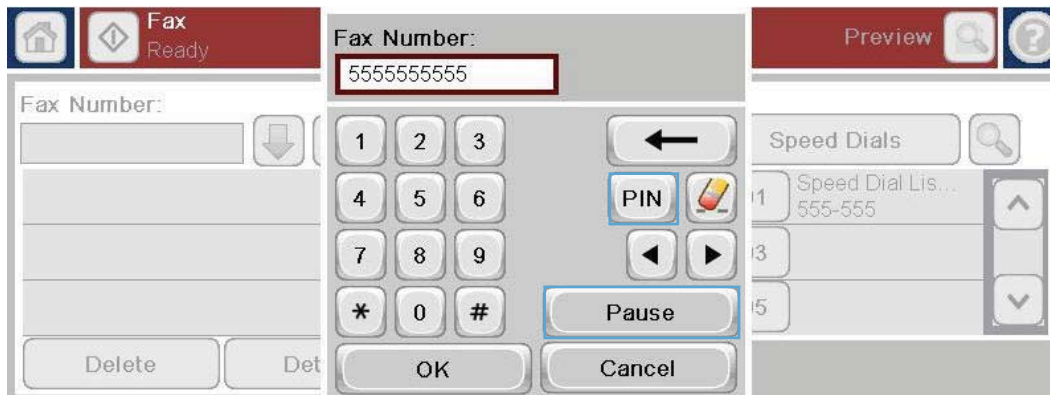 Fax
Ready
Preview
Fax Number:
5555555555
Fax Number:
1 2 3
4 5 6 PIN
7 8 9
* 0 # Pause
OK Cancel
Speed Dials
Speed Dial Lis...
555-555
Delete